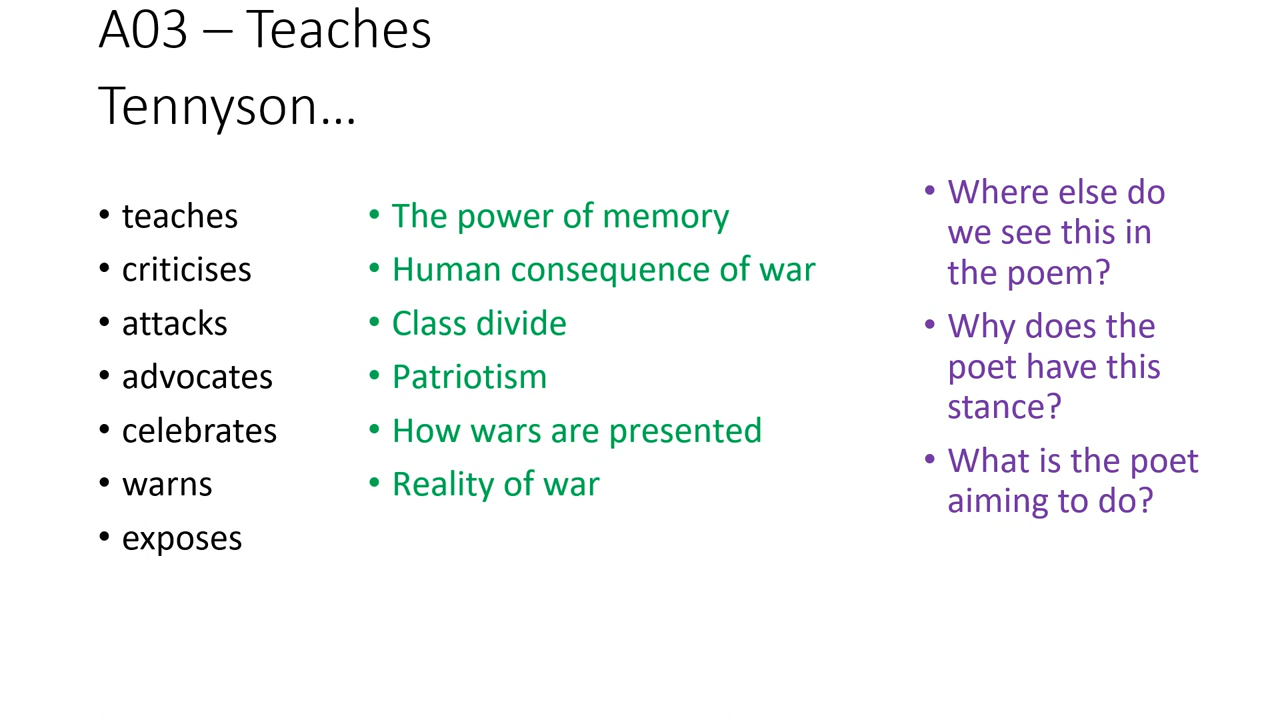 A03 – Teaches
Tennyson…
• teaches
• criticises
• attacks
• advocates
• celebrates
• warns
• exposes
• The power of memory
• Human consequence of war
• Class divide
• Patriotism
• How wars are presented
• Reality of war
• Where else do
we see this in
the poem?
• Why does the
poet have this
stance?
• What is the poet
aiming to do?